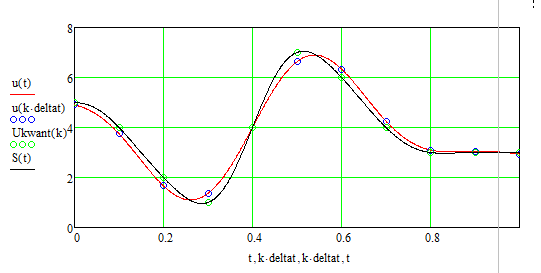 8
6
4
2
0
u(t)
u(k·deltat)
Ukwant(k)
S(t)
0
0.2
0.4
0.6
0.8
t , k·deltat , k·deltat , t